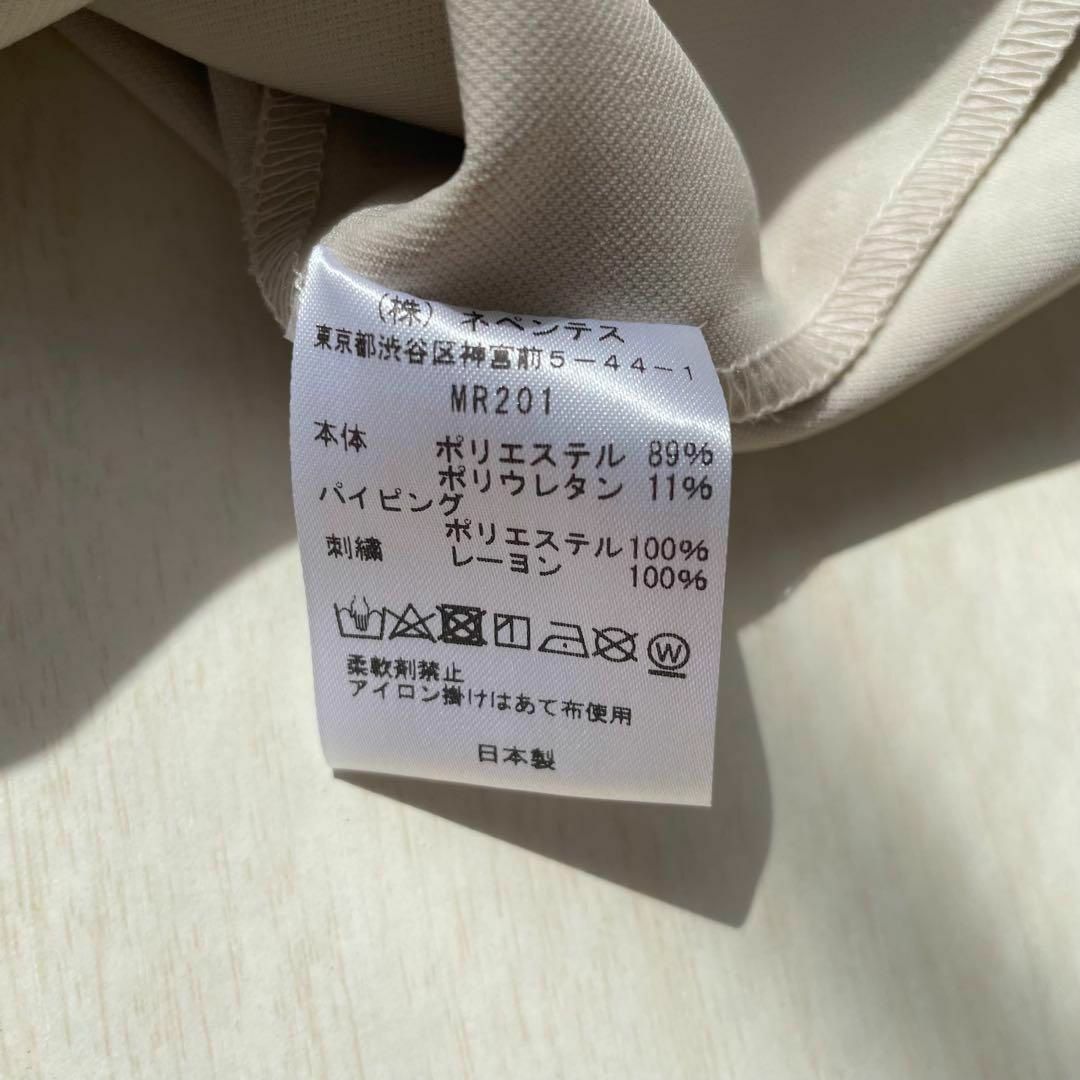 (株) ネペンテス
東京都渋谷区神宮前5-44-1
MR201
本体 ポリエステル 89%
ポリウレタン 11%
パイピング
ポリエステル100%
刺繍 レーヨン 100%
W
柔軟剤禁止
アイロン掛けはあて布使用
日本製